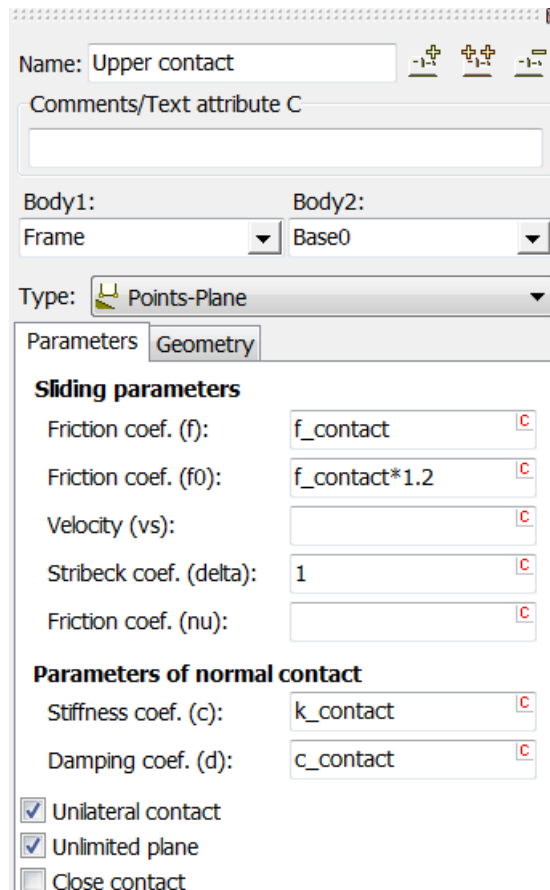 Name: Upper contact
Comments/Text attribute C
Body1: Body2:
Frame Base0
Type: Points-Plane
Parameters Geometry
Sliding parameters
Friction coef. (f): f_contact C
Friction coef. (f0): f_contact*1.2 C
Velocity (vs): C
Stribeck coef. (delta): 1 C
Friction coef. (nu): C
Parameters of normal contact
Stiffness coef. (c): k_contact C
Damping coef. (d): c_contact C
Unilateral contact
Unlimited plane
Close contact